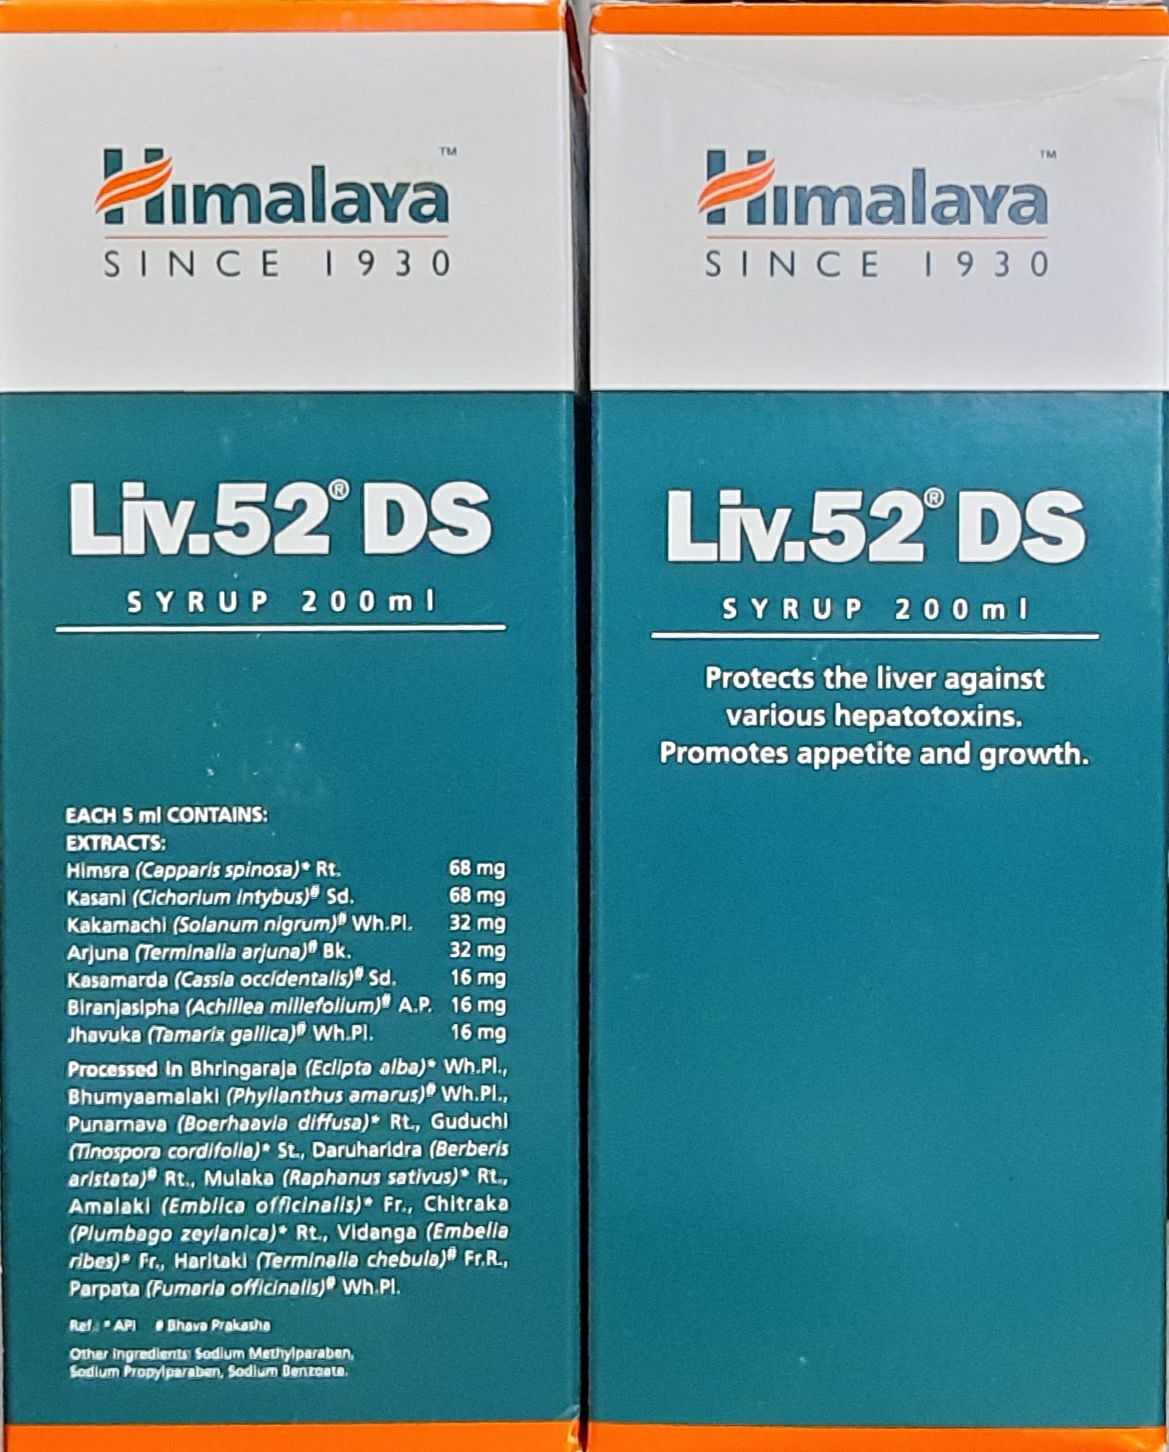 Himalaya™
SINCE 1930
Liv.52® DS
SYRUP 200ml
EACH 5 ml CONTAINS:
EXTRACTS:
Himsra (Capparis spinosa)* Rt. 68 mg
Kasani (Cichorium intybus)# Sd. 68 mg
Kakamachi (Solanum nigrum)# Wh.Pl. 32 mg
Arjuna (Terminalia arjuna)# Bk. 32 mg
Kasamarda (Cassia occidentalis)# Sd. 16 mg
Biranjasipha (Achillea millefolium)# A.P. 16 mg
Jhavuka (Tamarix gallica)# Wh.Pl. 16 mg
Processed in Bhringaraja (Eclipta alba)* Wh.Pl.,
Bhumyaamalaki (Phyllanthus amarus)# Wh.Pl.,
Punarnava (Boerhaavia diffusa)* Rt., Guduchi
(Tinospora cordifolia)* St., Daruharidra (Berberis
aristata)# Rt., Mulaka (Raphanus sativus)* Rt.,
Amalaki (Emblica officinalis)* Fr., Chitraka
(Plumbago zeylanica)* Rt., Vidanga (Embelia
ribes)* Fr., Haritaki (Terminalia chebula)# Fr.R.,
Parpata (Fumaria officinalis)# Wh.Pl.
Ref. * API # Bhava Prakasha
Other ingredients: Sodium Methylparaben,
Sodium Propylparaben, Sodium Benzoate.
Himalaya™
SINCE 1930
Liv.52® DS
SYRUP 200ml
Protects the liver against
various hepatotoxins.
Promotes appetite and growth.